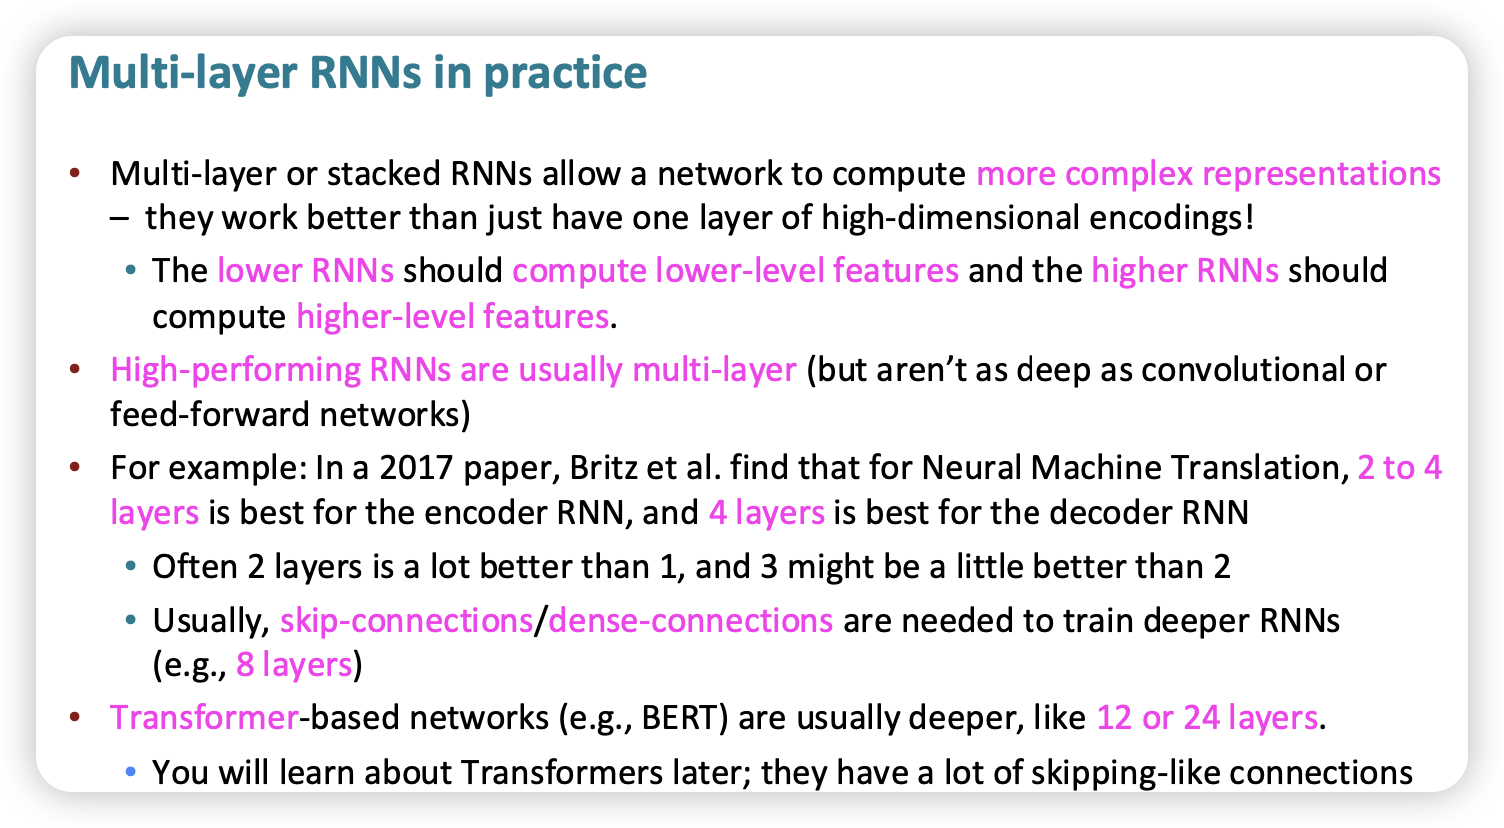 Multi-layer RNNs in practice
• Multi-layer or stacked RNNs allow a network to compute more complex representations
– they work better than just have one layer of high-dimensional encodings!
• The lower RNNs should compute lower-level features and the higher RNNs should
compute higher-level features.
• High-performing RNNs are usually multi-layer (but aren’t as deep as convolutional or
feed-forward networks)
• For example: In a 2017 paper, Britz et al. find that for Neural Machine Translation, 2 to 4
layers is best for the encoder RNN, and 4 layers is best for the decoder RNN
• Often 2 layers is a lot better than 1, and 3 might be a little better than 2
• Usually, skip-connections/dense-connections are needed to train deeper RNNs
(e.g., 8 layers)
• Transformer-based networks (e.g., BERT) are usually deeper, like 12 or 24 layers.
• You will learn about Transformers later; they have a lot of skipping-like connections